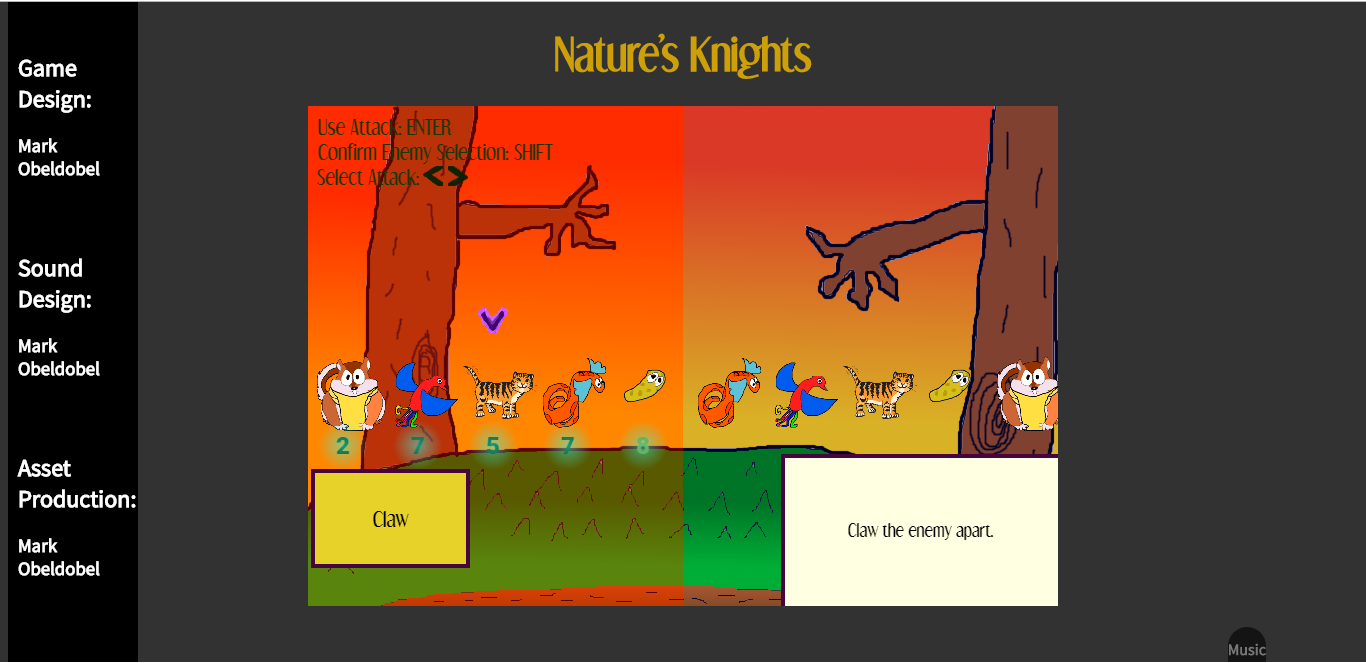 Nature's Knights
Game
Design:
Mark
Obeldobel
Sound
Design:
Mark
Obeldobel
Asset
Production:
Mark
Obeldobel
Use Attack: ENTER
Confirm Enemy Selection: SHIFT
Select Attack: < >
2 7 5 7 8
Claw
Claw the enemy apart.
Music